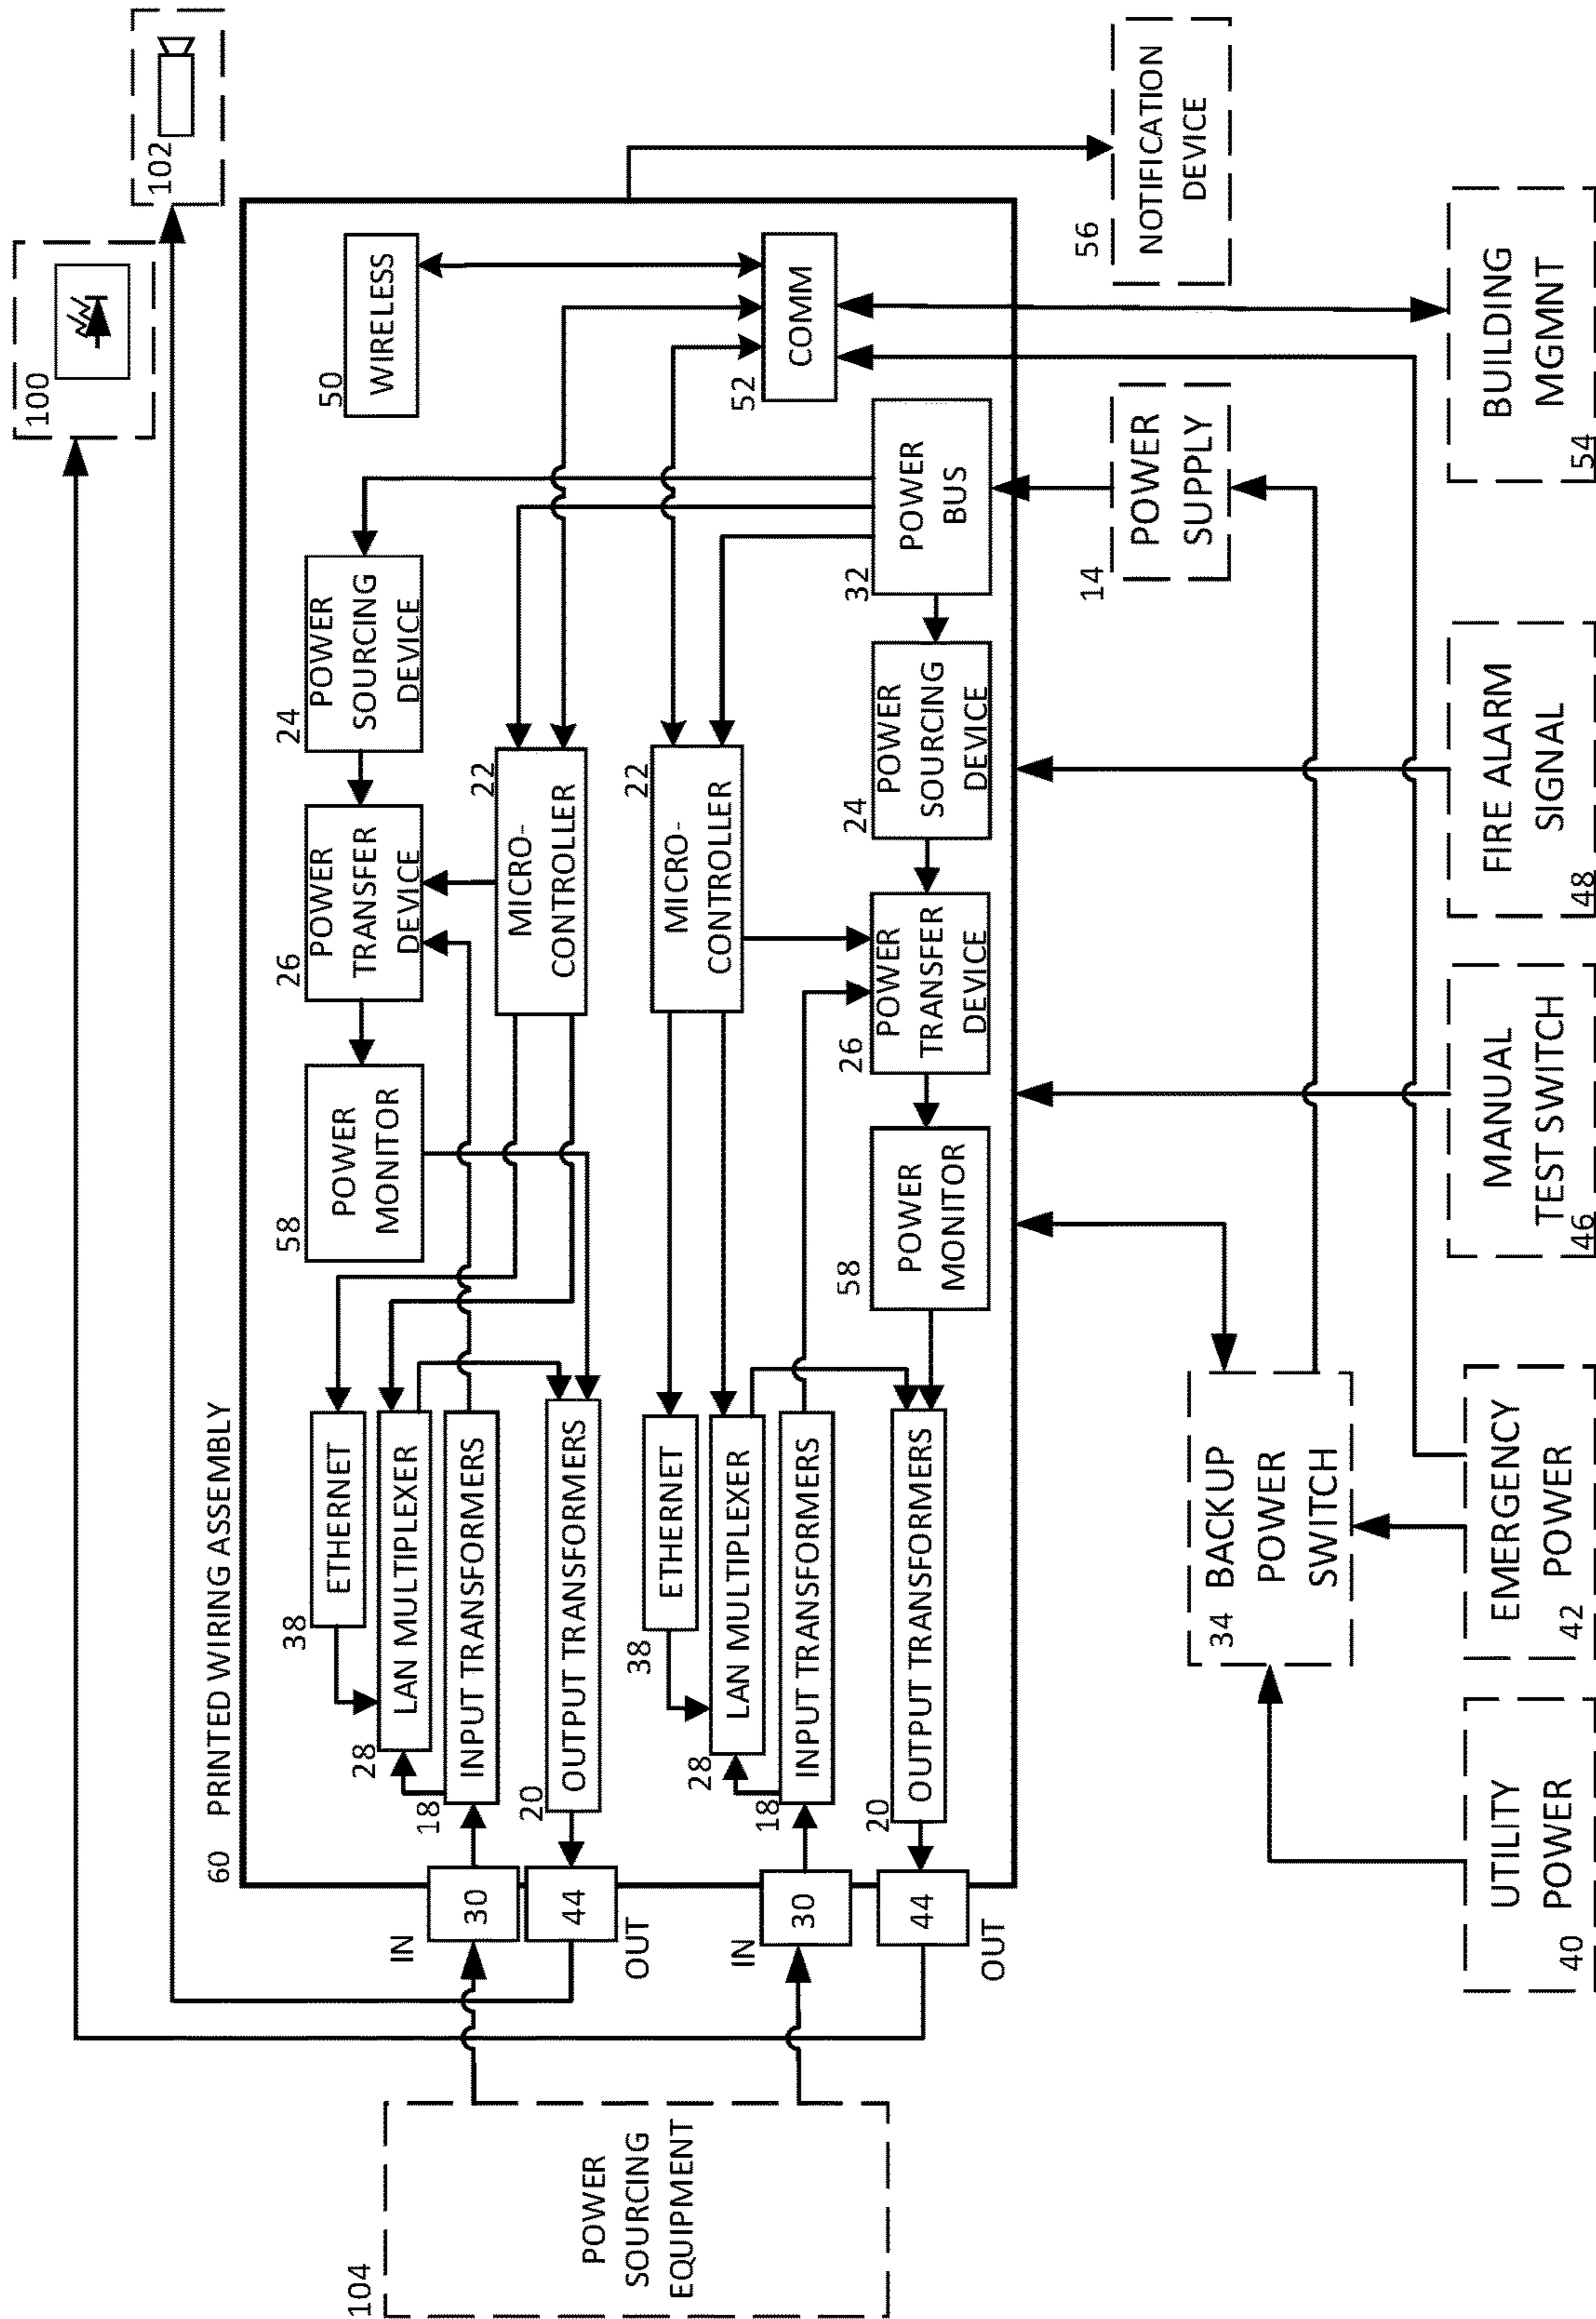 100
102
104
POWER
SOURCING
EQUIPMENT
60 PRINTED WIRING ASSEMBLY
IN
30
44
OUT
IN
30
44
OUT
38
ETHERNET
28
LAN MULTIPLEXER
18
INPUT TRANSFORMERS
20
OUTPUT TRANSFORMERS
58
POWER
MONITOR
26
POWER
TRANSFER
DEVICE
24
POWER
SOURCING
DEVICE
22
MICRO-
CONTROLLER
50
WIRELESS
38
ETHERNET
28
LAN MULTIPLEXER
18
INPUT TRANSFORMERS
20
OUTPUT TRANSFORMERS
22
MICRO-
CONTROLLER
52
COMM
58
POWER
MONITOR
26
POWER
TRANSFER
DEVICE
24
POWER
SOURCING
DEVICE
32
POWER
BUS
56
NOTIFICATION
DEVICE
14
POWER
SUPPLY
34 BACKUP
POWER
SWITCH
UTILITY
POWER
40
EMERGENCY
POWER
42
MANUAL
TEST SWITCH
46
FIRE ALARM
SIGNAL
48
BUILDING
MGMNT
54